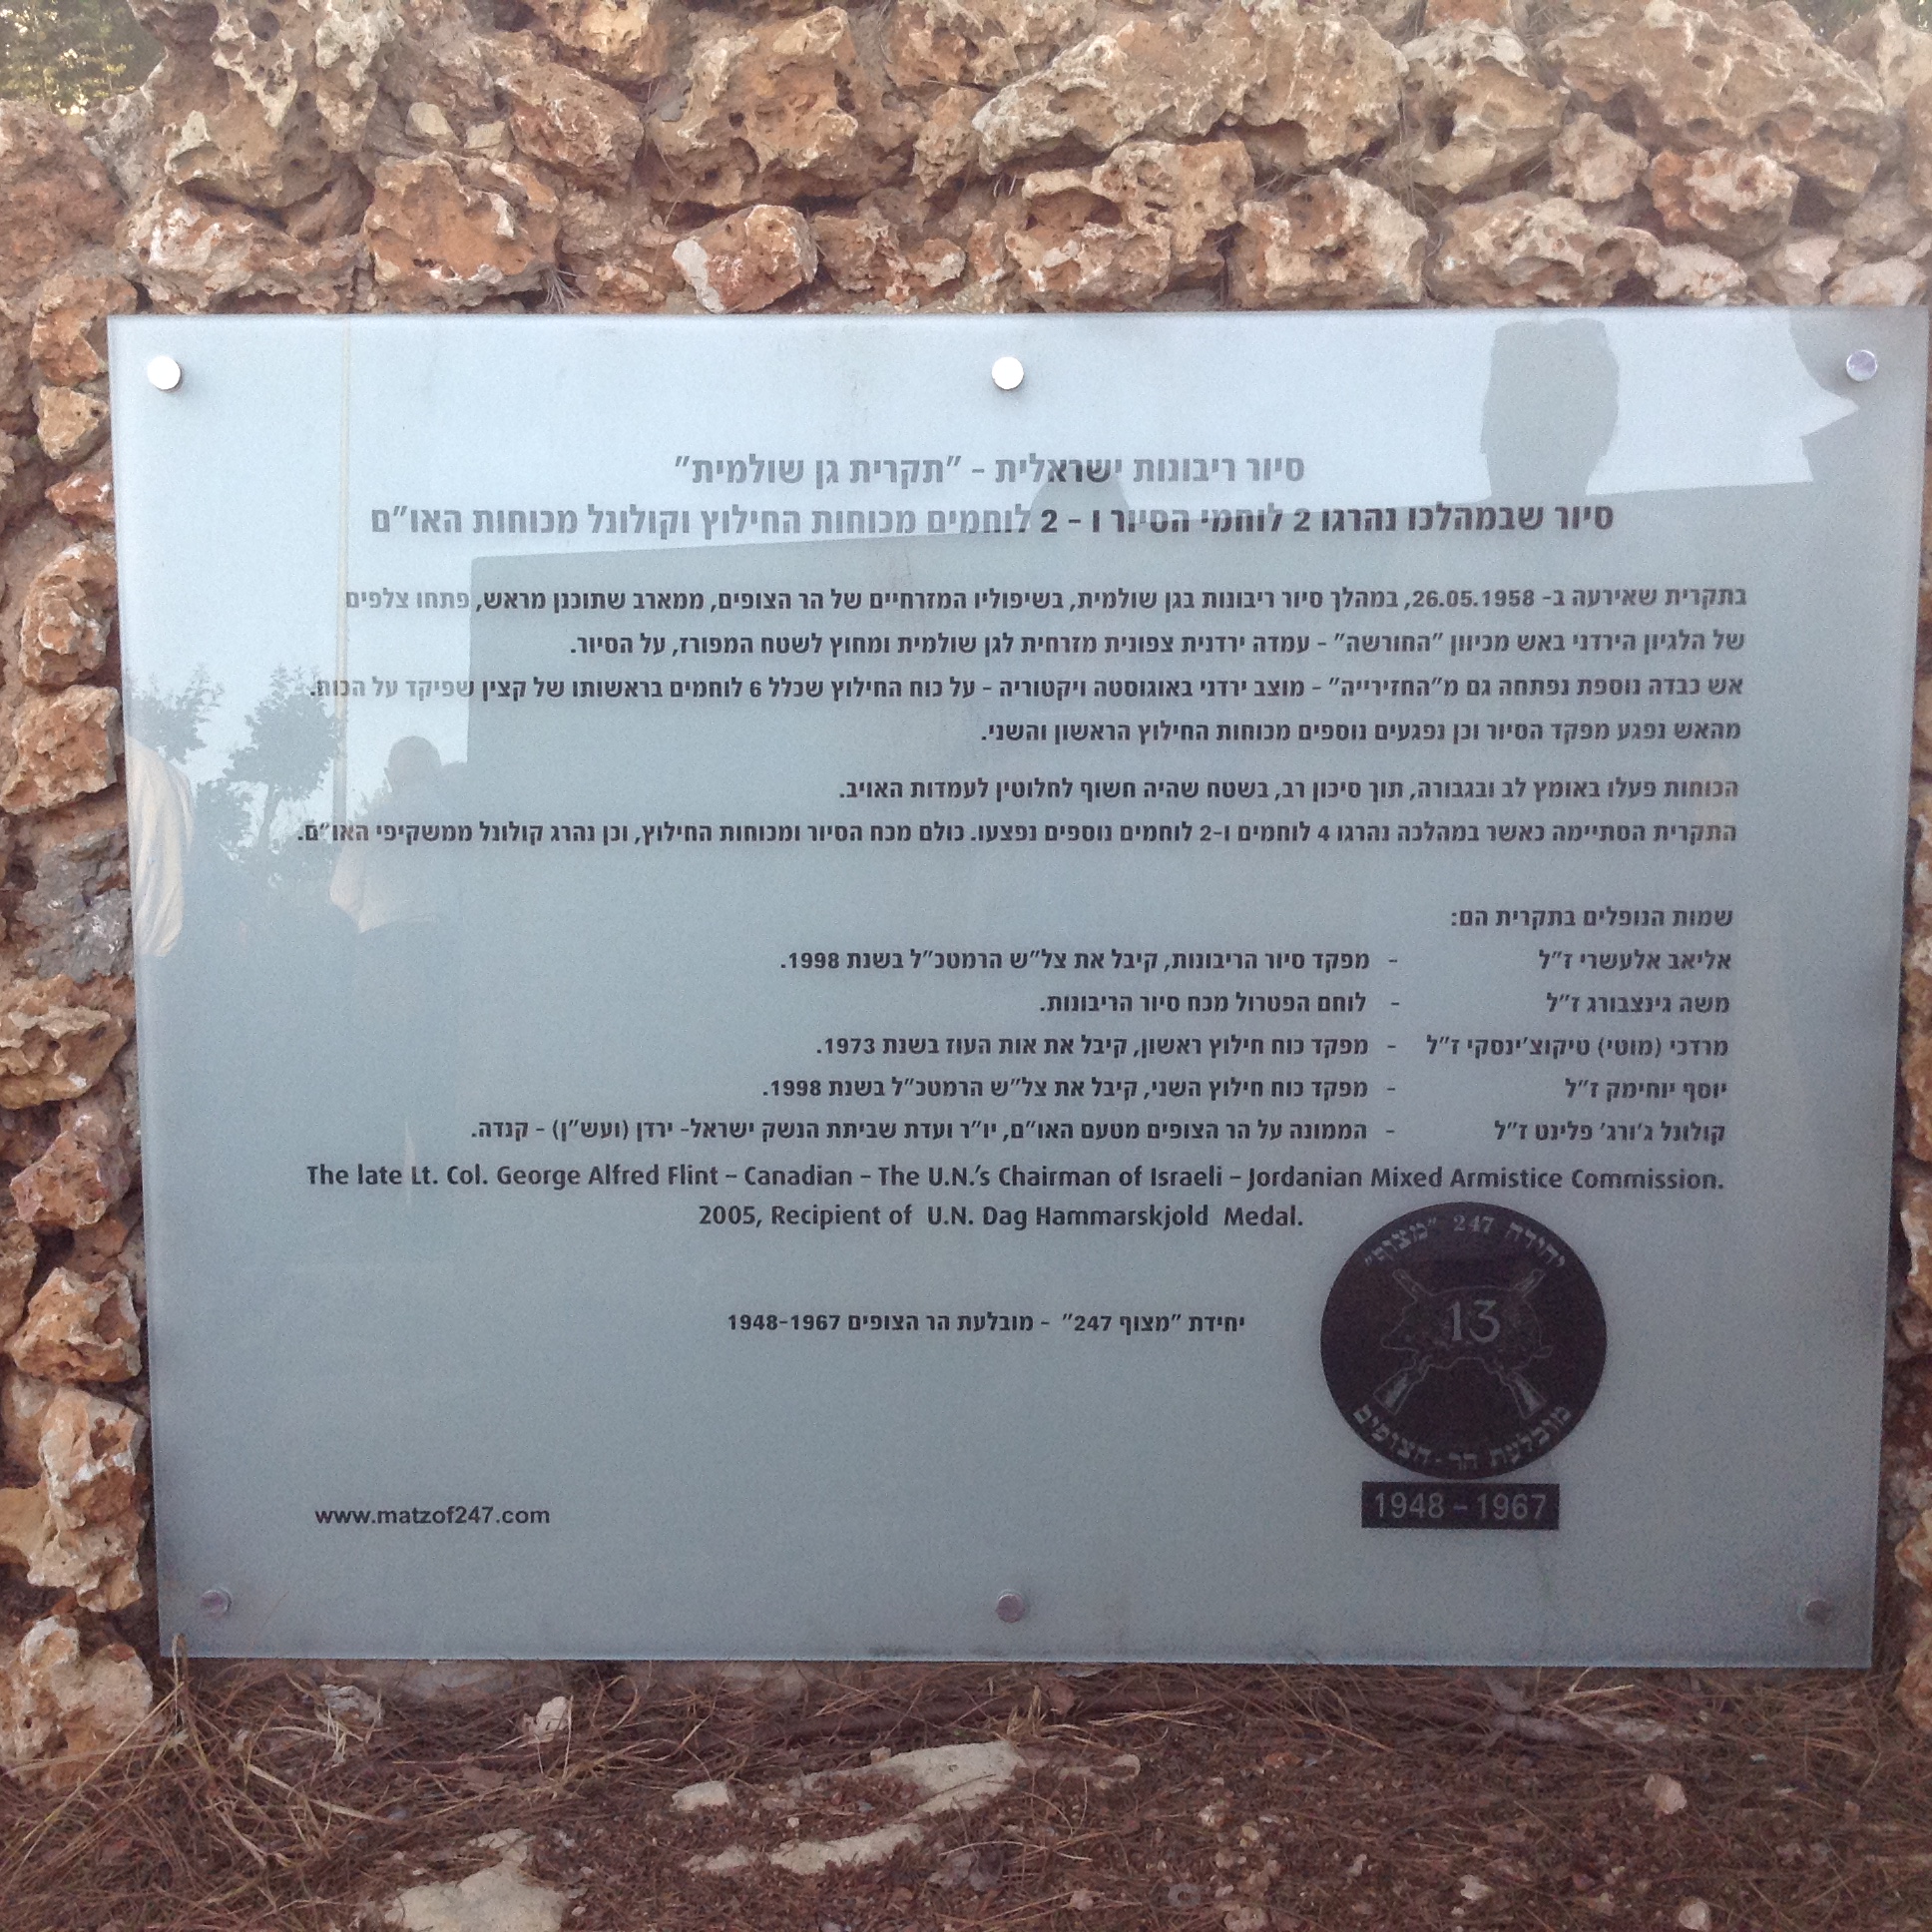 סיור ריבונות ישראלית - "תקרית גן שולמית"
סיור שבמהלכו נהרגו 2 לוחמי הסיור ו - 2 לוחמים מכוחות החילוץ וקולונל מכוחות האו"ם
בתקרית שאירעה ב- 26.05.1958, במהלך סיור ריבונות בגן שולמית, בשיפוליו המזרחיים של הר הצופים, ממארב שתוכנן מראש, פתחו צלפים
של הלגיון הירדני באש מכיוון "החורשה" - עמדה ירדנית צפונית מזרחית לגן שולמית ומחוץ לשטח המפורז, על הסיור.
אש כבדה נוספת נפתחה גם מ"החזירייה" - מוצב ירדני באוגוסטה ויקטוריה - על כוח החילוץ שכלל 6 לוחמים בראשותו של קצין שפיקד על הכוח.
מהאש נפגע מפקד הסיור וכן נפגעים נוספים מכוחות החילוץ הראשון והשני.
הכוחות פעלו באומץ לב ובגבורה, תוך סיכון רב, בשטח שהיה חשוף לחלוטין לעמדות האויב.
התקרית הסתיימה כאשר במהלכה נהרגו 4 לוחמים ו-2 לוחמים נוספים נפצעו. כולם מכח הסיור ומכוחות החילוץ, וכן נהרג קולונל ממשקיפי האו"ם.
שמות הנופלים בתקרית הם:
אליאב אלעשרי ז"ל - מפקד סיור הריבונות, קיבל את צל"ש הרמטכ"ל בשנת 1998.
משה גינצבורג ז"ל - לוחם הפטרול מכח סיור הריבונות.
מרדכי (מוטי) טיקוצ'ינסקי ז"ל - מפקד כוח חילוץ ראשון, קיבל את אות העוז בשנת 1973.
יוסף יוחימק ז"ל - מפקד כוח חילוץ השני, קיבל את צל"ש הרמטכ"ל בשנת 1998.
קולונל ג'ורג' פלינט ז"ל - הממונה על הר הצופים מטעם האו"ם, יו"ר ועדת שביתת הנשק ישראל- ירדן (ועש"ן) - קנדה.
The late Lt. Col. George Alfred Flint – Canadian – The U.N.'s Chairman of Israeli – Jordanian Mixed Armistice Commission.
2005, Recipient of U.N. Dag Hammarskjold Medal.
יחידה 247 "מצוף"
13
מובלעת הר-הצופים
1948 - 1967
יחידת "מצוף 247" - מובלעת הר הצופים 1948-1967
www.matzof247.com